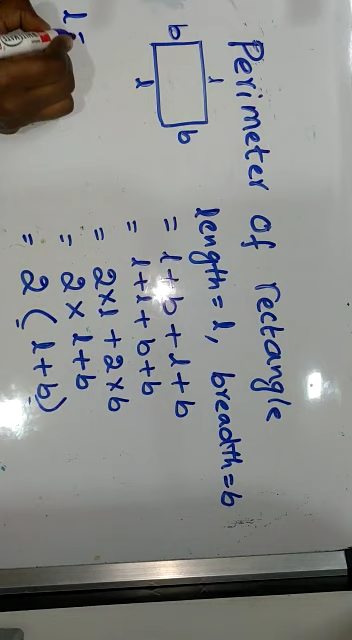 Perimeter of rectangle
length = l, breadth = b
b
l
l
b
= l + b + l + b
= l + l + b + b
= 2 x l + 2 x b
= 2 x l + b
= 2 ( l + b )
l =